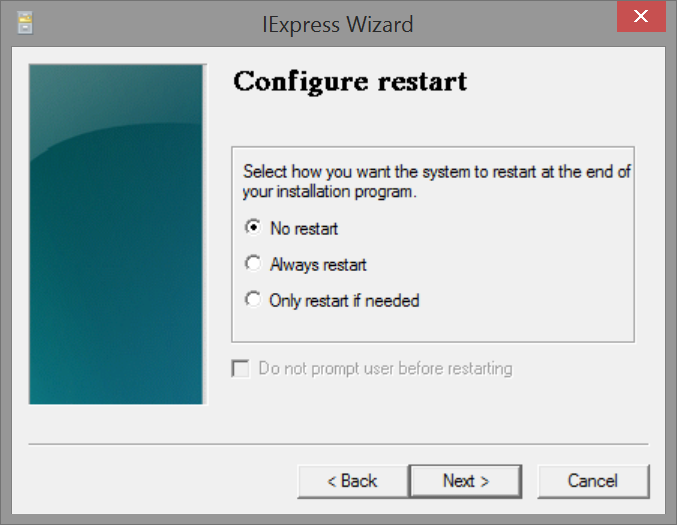 IExpress Wizard
Configure restart
Select how you want the system to restart at the end of
your installation program.
No restart
Always restart
Only restart if needed
Do not prompt user before restarting
< Back
Next >
Cancel